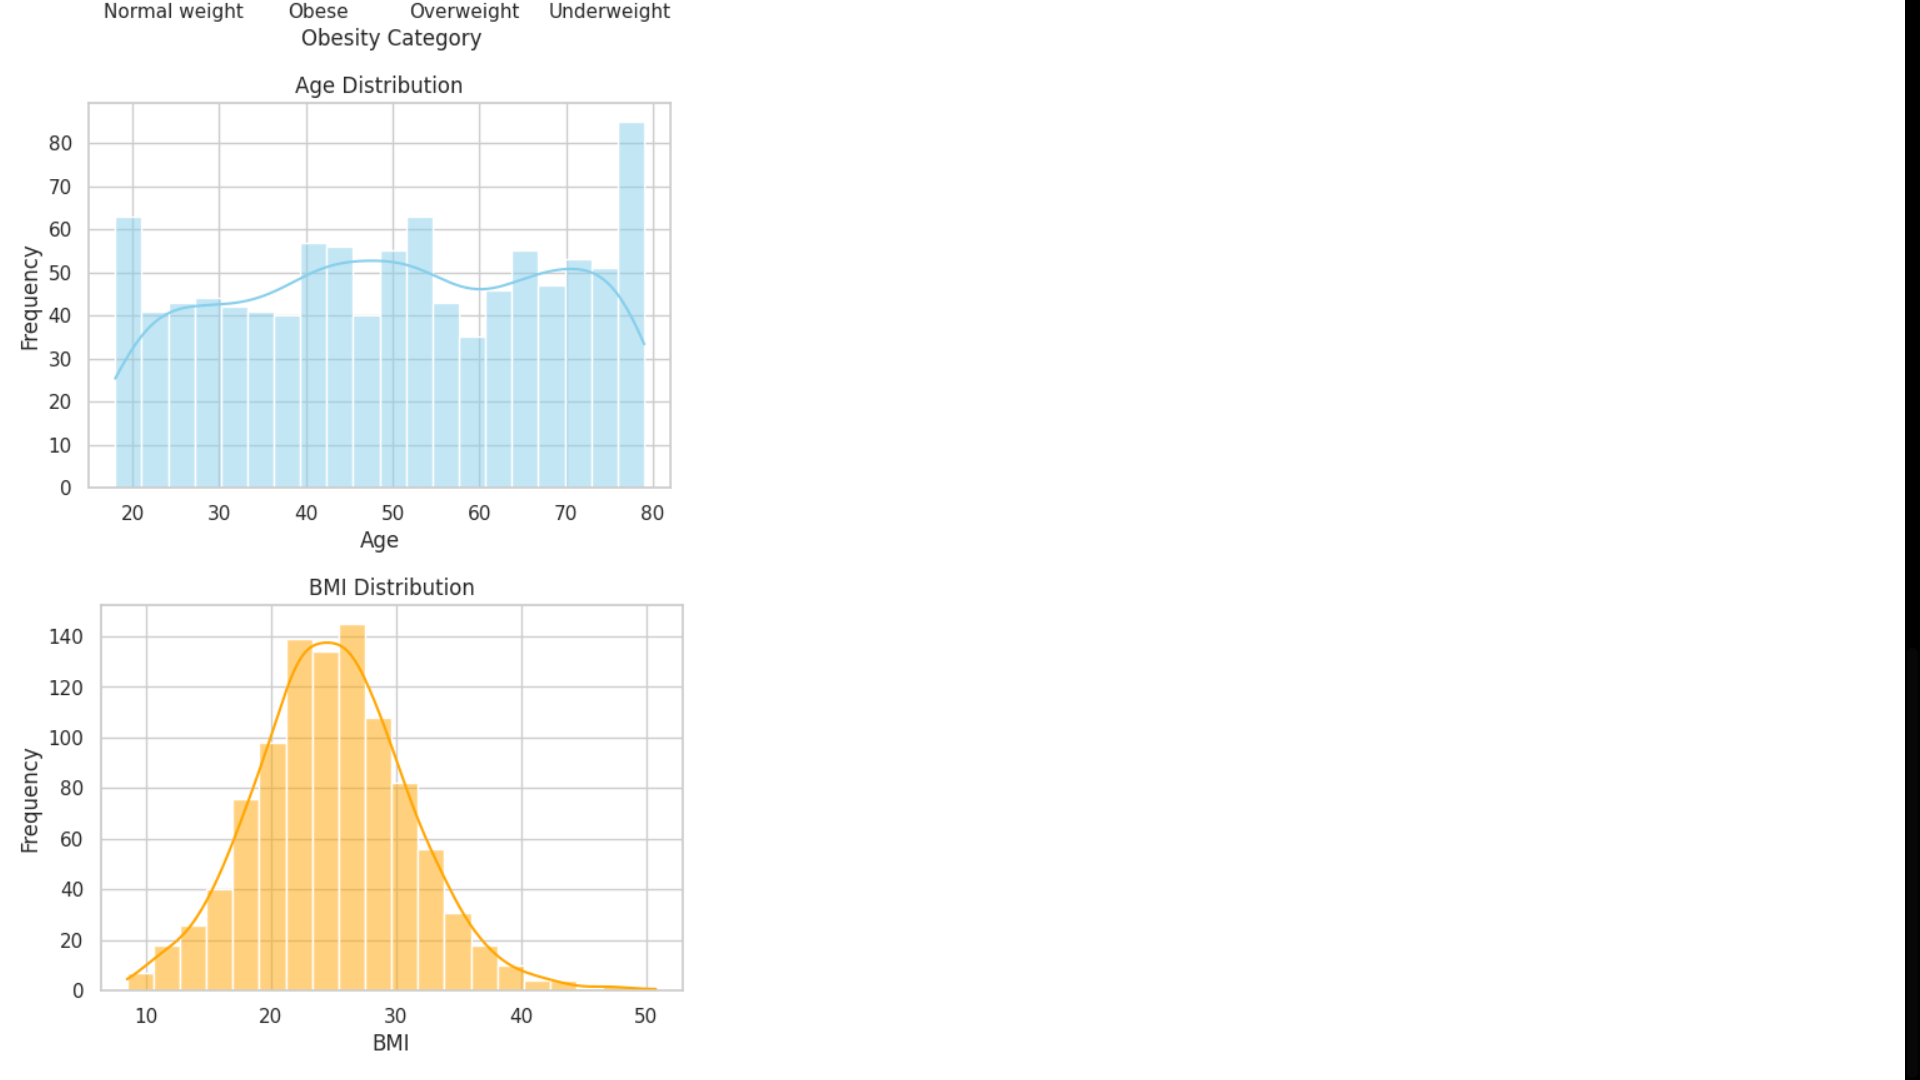 Normal weight Obese Overweight Underweight
Obesity Category
Age Distribution
80
70
60
50
40
30
20
10
0
Frequency
20 30 40 50 60 70 80
Age
BMI Distribution
140
120
100
80
60
40
20
0
Frequency
10 20 30 40 50
BMI